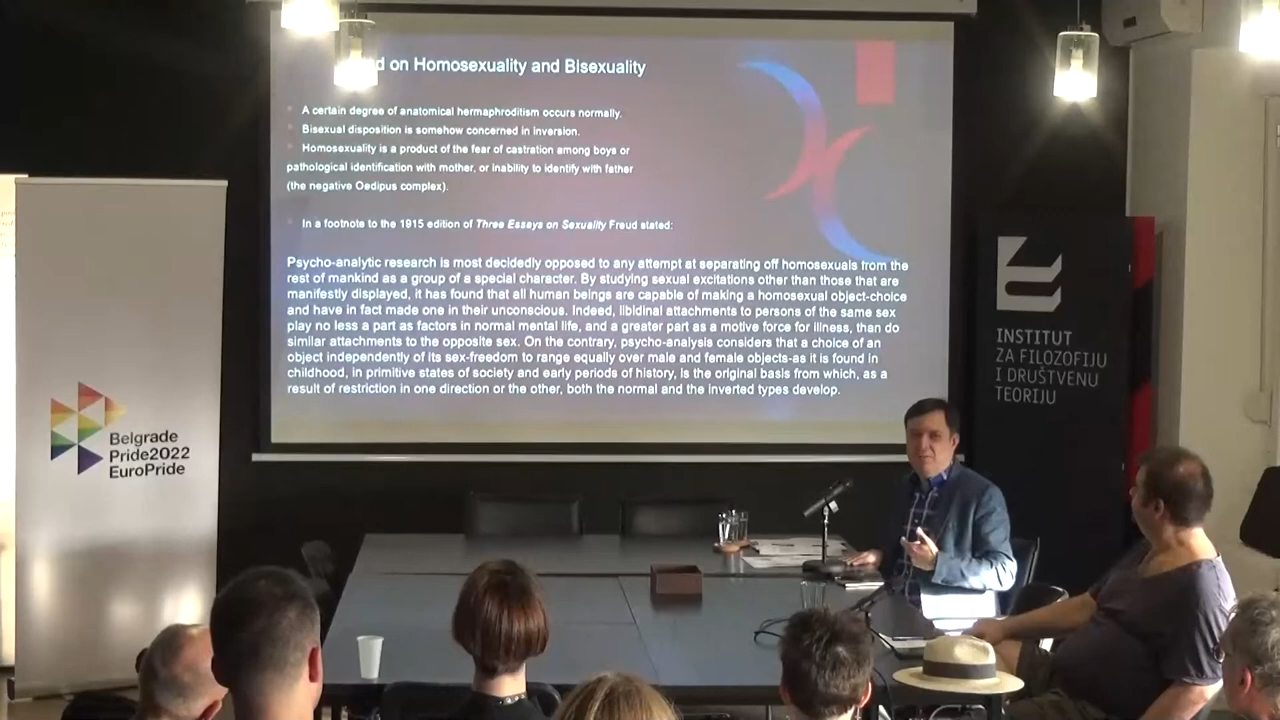 d on Homosexuality and Bisexuality
A certain degree of anatomical hermaphroditism occurs normally.
Bisexual disposition is somehow concerned in inversion.
Homosexuality is a product of the fear of castration among boys or
pathological identification with mother, or inability to identify with father
(the negative Oedipus complex).
In a footnote to the 1915 edition of Three Essays on Sexuality Freud stated:
Psycho-analytic research is most decidedly opposed to any attempt at separating off homosexuals from the
rest of mankind as a group of a special character. By studying sexual excitations other than those that are
manifestly displayed, it has found that all human beings are capable of making a homosexual object-choice
and have in fact made one in their unconscious. Indeed, libidinal attachments to persons of the same sex
play no less a part as factors in normal mental life, and a greater part as a motive force for illness, than do
similar attachments to the opposite sex. On the contrary, psycho-analysis considers that a choice of an
object independently of its sex-freedom to range equally over male and female objects-as it is found in
childhood, in primitive states of society and early periods of history, is the original basis from which, as a
result of restriction in one direction or the other, both the normal and the inverted types develop.
Belgrade
Pride2022
EuroPride
INSTITUT
ZA FILOZOFIJU
I DRUŠTVENU
TEORIJU